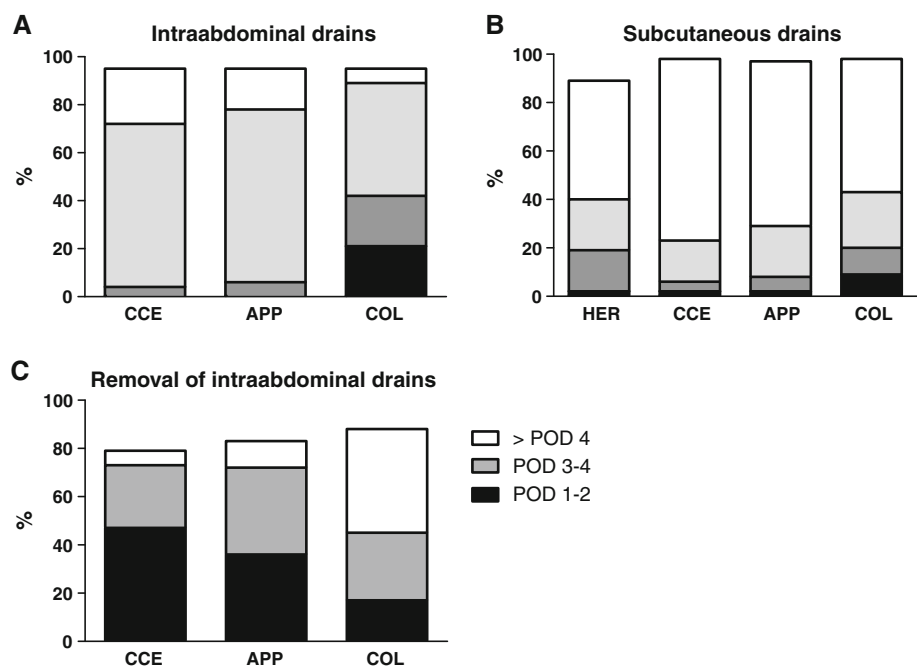 A
Intraabdominal drains
100
80
60
40
20
0
%
CCE APP COL
B
Subcutaneous drains
100
80
60
40
20
0
%
HER CCE APP COL
C
Removal of intraabdominal drains
100
80
60
40
20
0
%
CCE APP COL
> POD 4
POD 3-4
POD 1-2